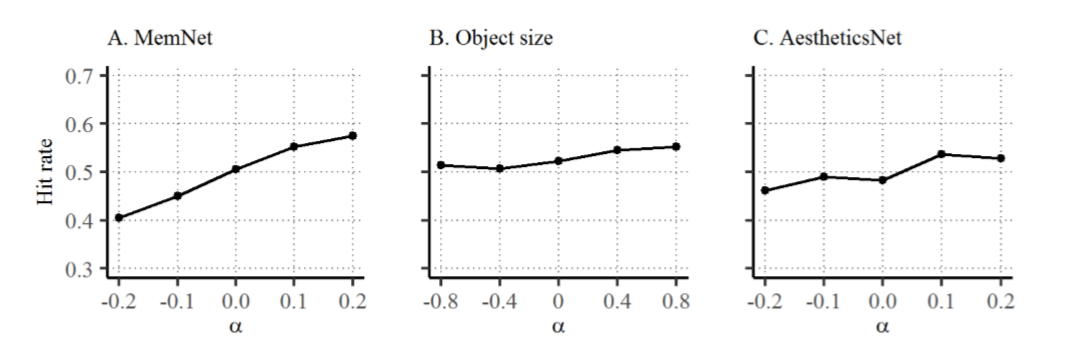 A. MemNet
B. Object size
C. AestheticsNet
Hit rate
0.7
0.6
0.5
0.4
0.3
-0.2 -0.1 0.0 0.1 0.2
-0.8 -0.4 0 0.4 0.8
-0.2 -0.1 0.0 0.1 0.2
α
α
α